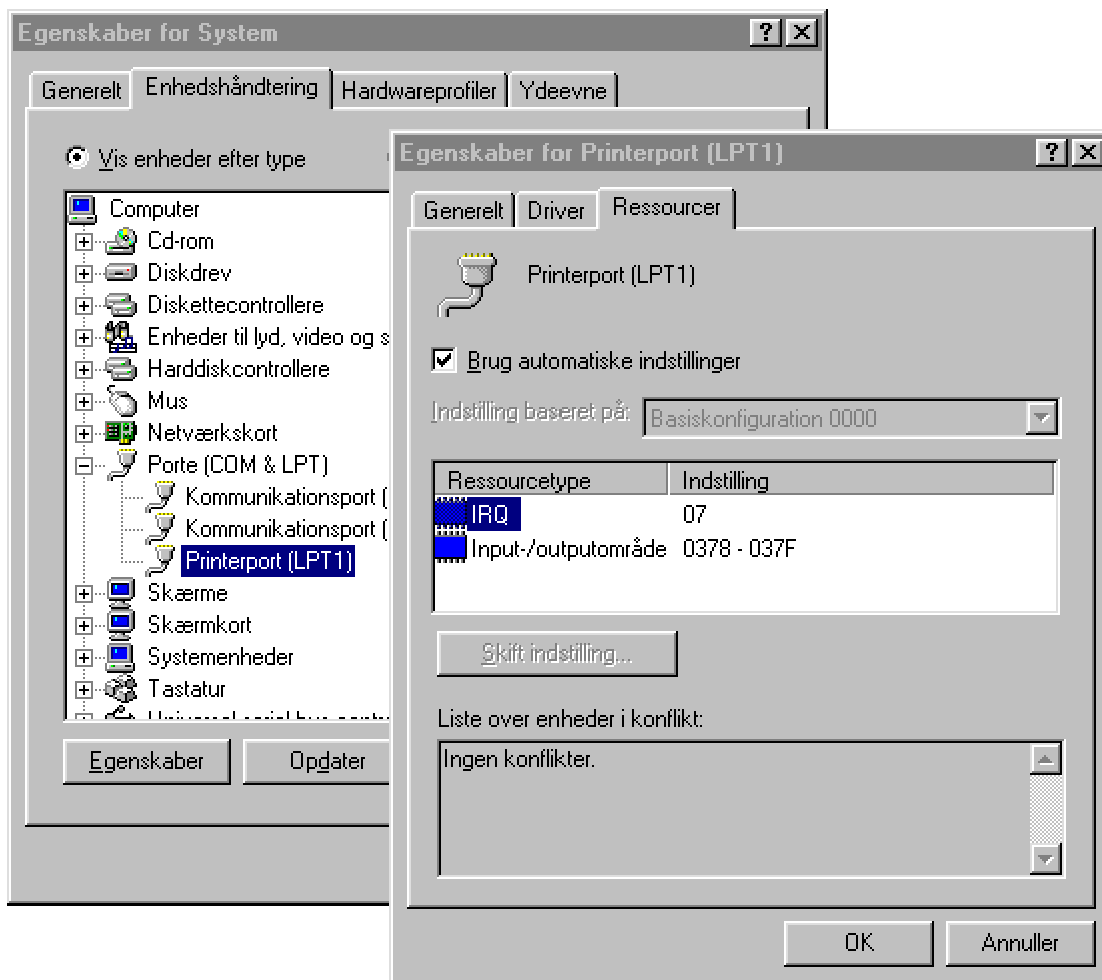 Egenskaber for System
Generelt Enhedshåndtering Hardwareprofiler Ydeevne
Vis enheder efter type
Computer
Cd-rom
Diskdrev
Diskettecontrollere
Enheder til lyd, video og s
Harddiskcontrollere
Mus
Netværkskort
Porte (COM & LPT)
Kommunikationsport (
Kommunikationsport (
Printerport (LPT1)
Skærme
Skærmkort
Systemenheder
Tastatur
Egenskaber Opdater
Egenskaber for Printerport (LPT1)
Generelt Driver Ressourcer
Printerport (LPT1)
Brug automatiske indstillinger
Indstilling baseret på: Basiskonfiguration 0000
Ressourcetype Indstilling
IRQ 07
Input-/outputområde 0378 - 037F
Skift indstilling...
Liste over enheder i konflikt:
Ingen konflikter.
OK Annuller